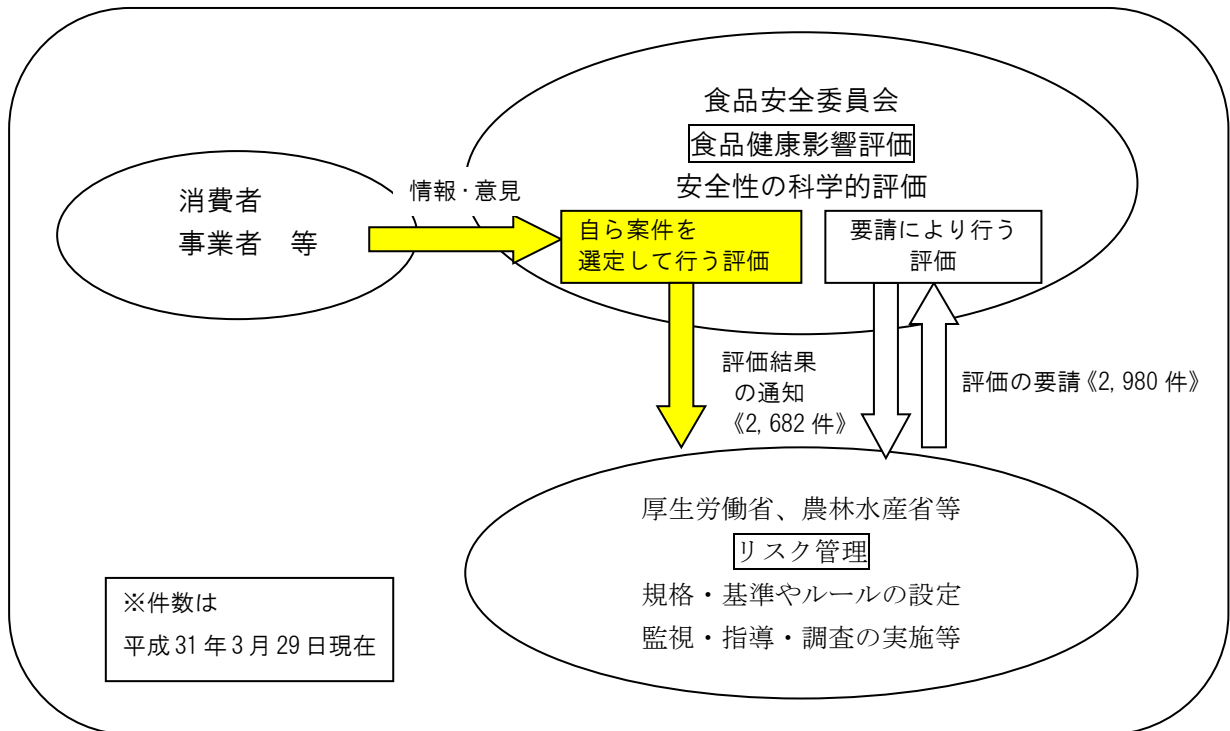 食品安全委員会
食品健康影響評価
安全性の科学的評価
消費者
事業者 等
情報・意見
自ら案件を
選定して行う評価
要請により行う
評価
評価結果
の通知
《2,682 件》
評価の要請《2,980 件》
厚生労働省、農林水産省等
リスク管理
規格・基準やルールの設定
監視・指導・調査の実施等
※件数は
平成 31 年 3 月 29 日現在